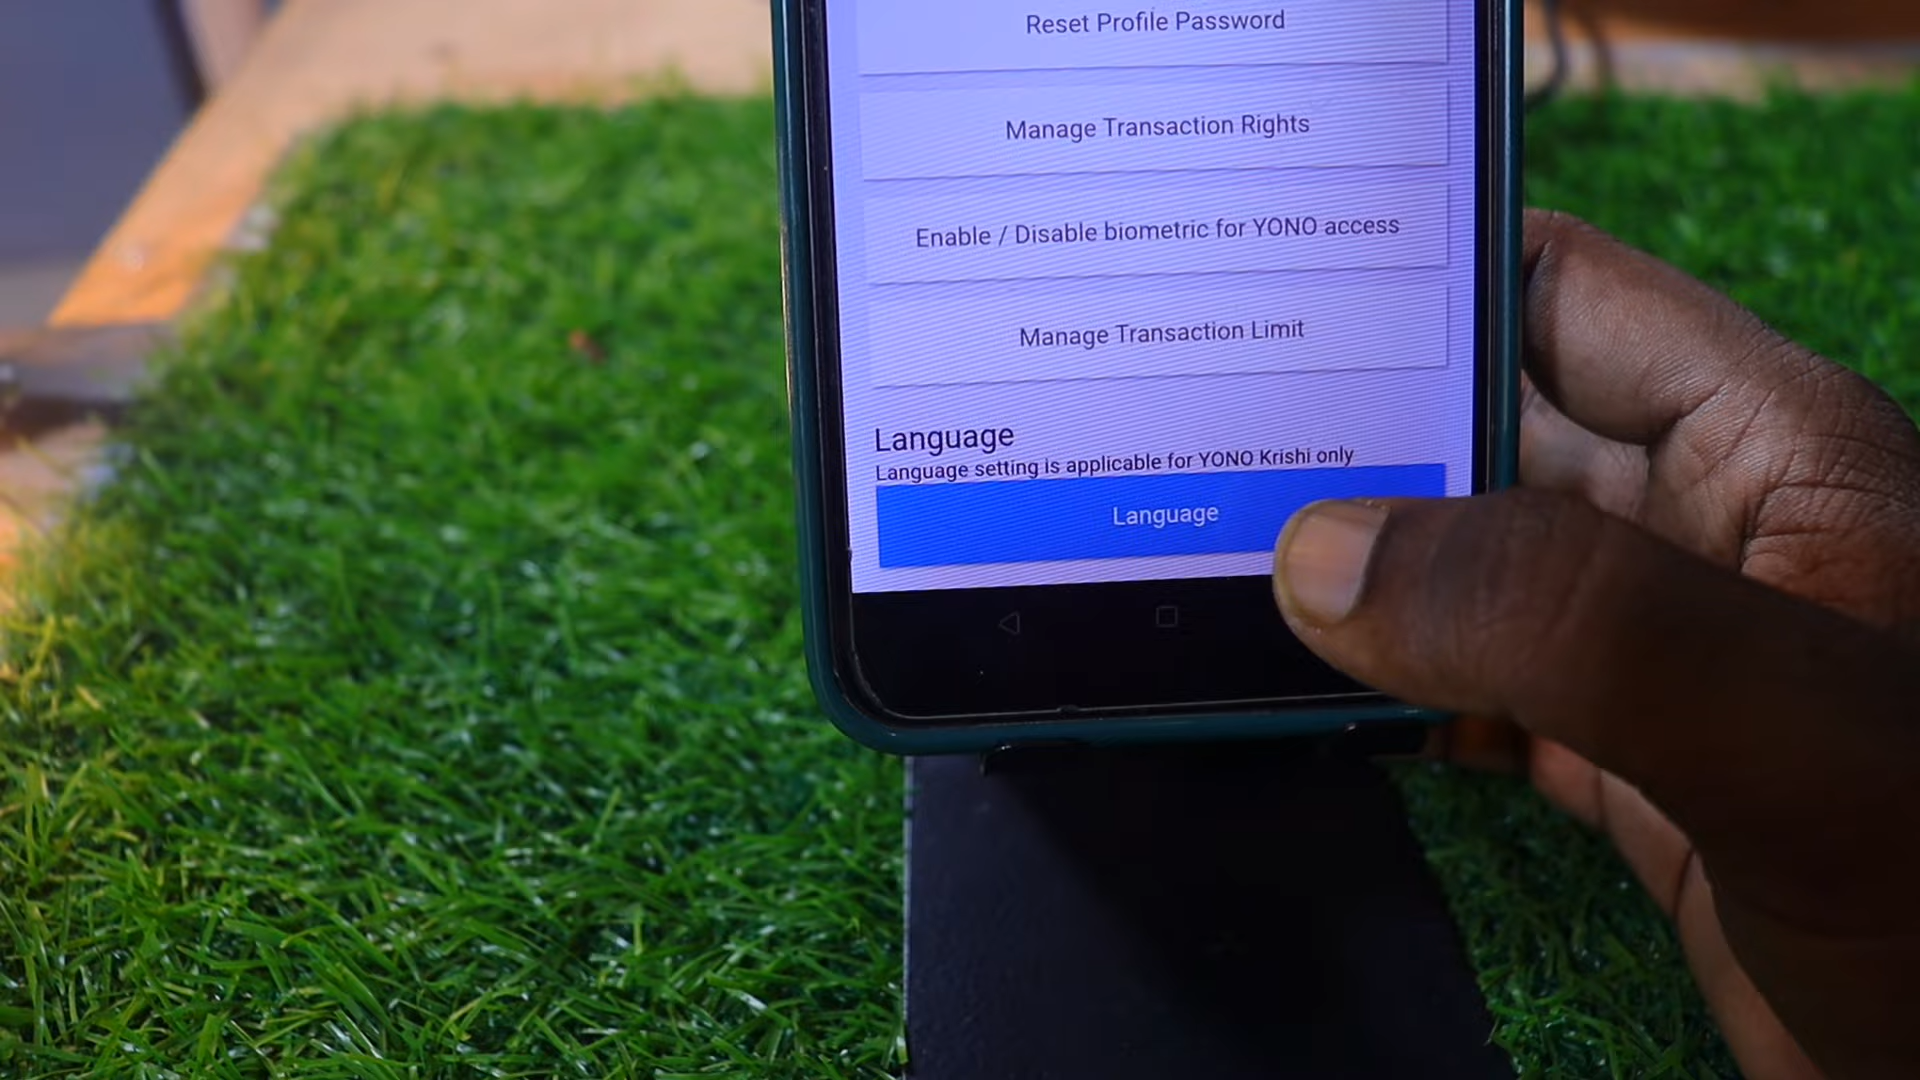 Reset Profile Password
Manage Transaction Rights
Enable / Disable biometric for YONO access
Manage Transaction Limit
Language
Language setting is applicable for YONO Krishi only
Language